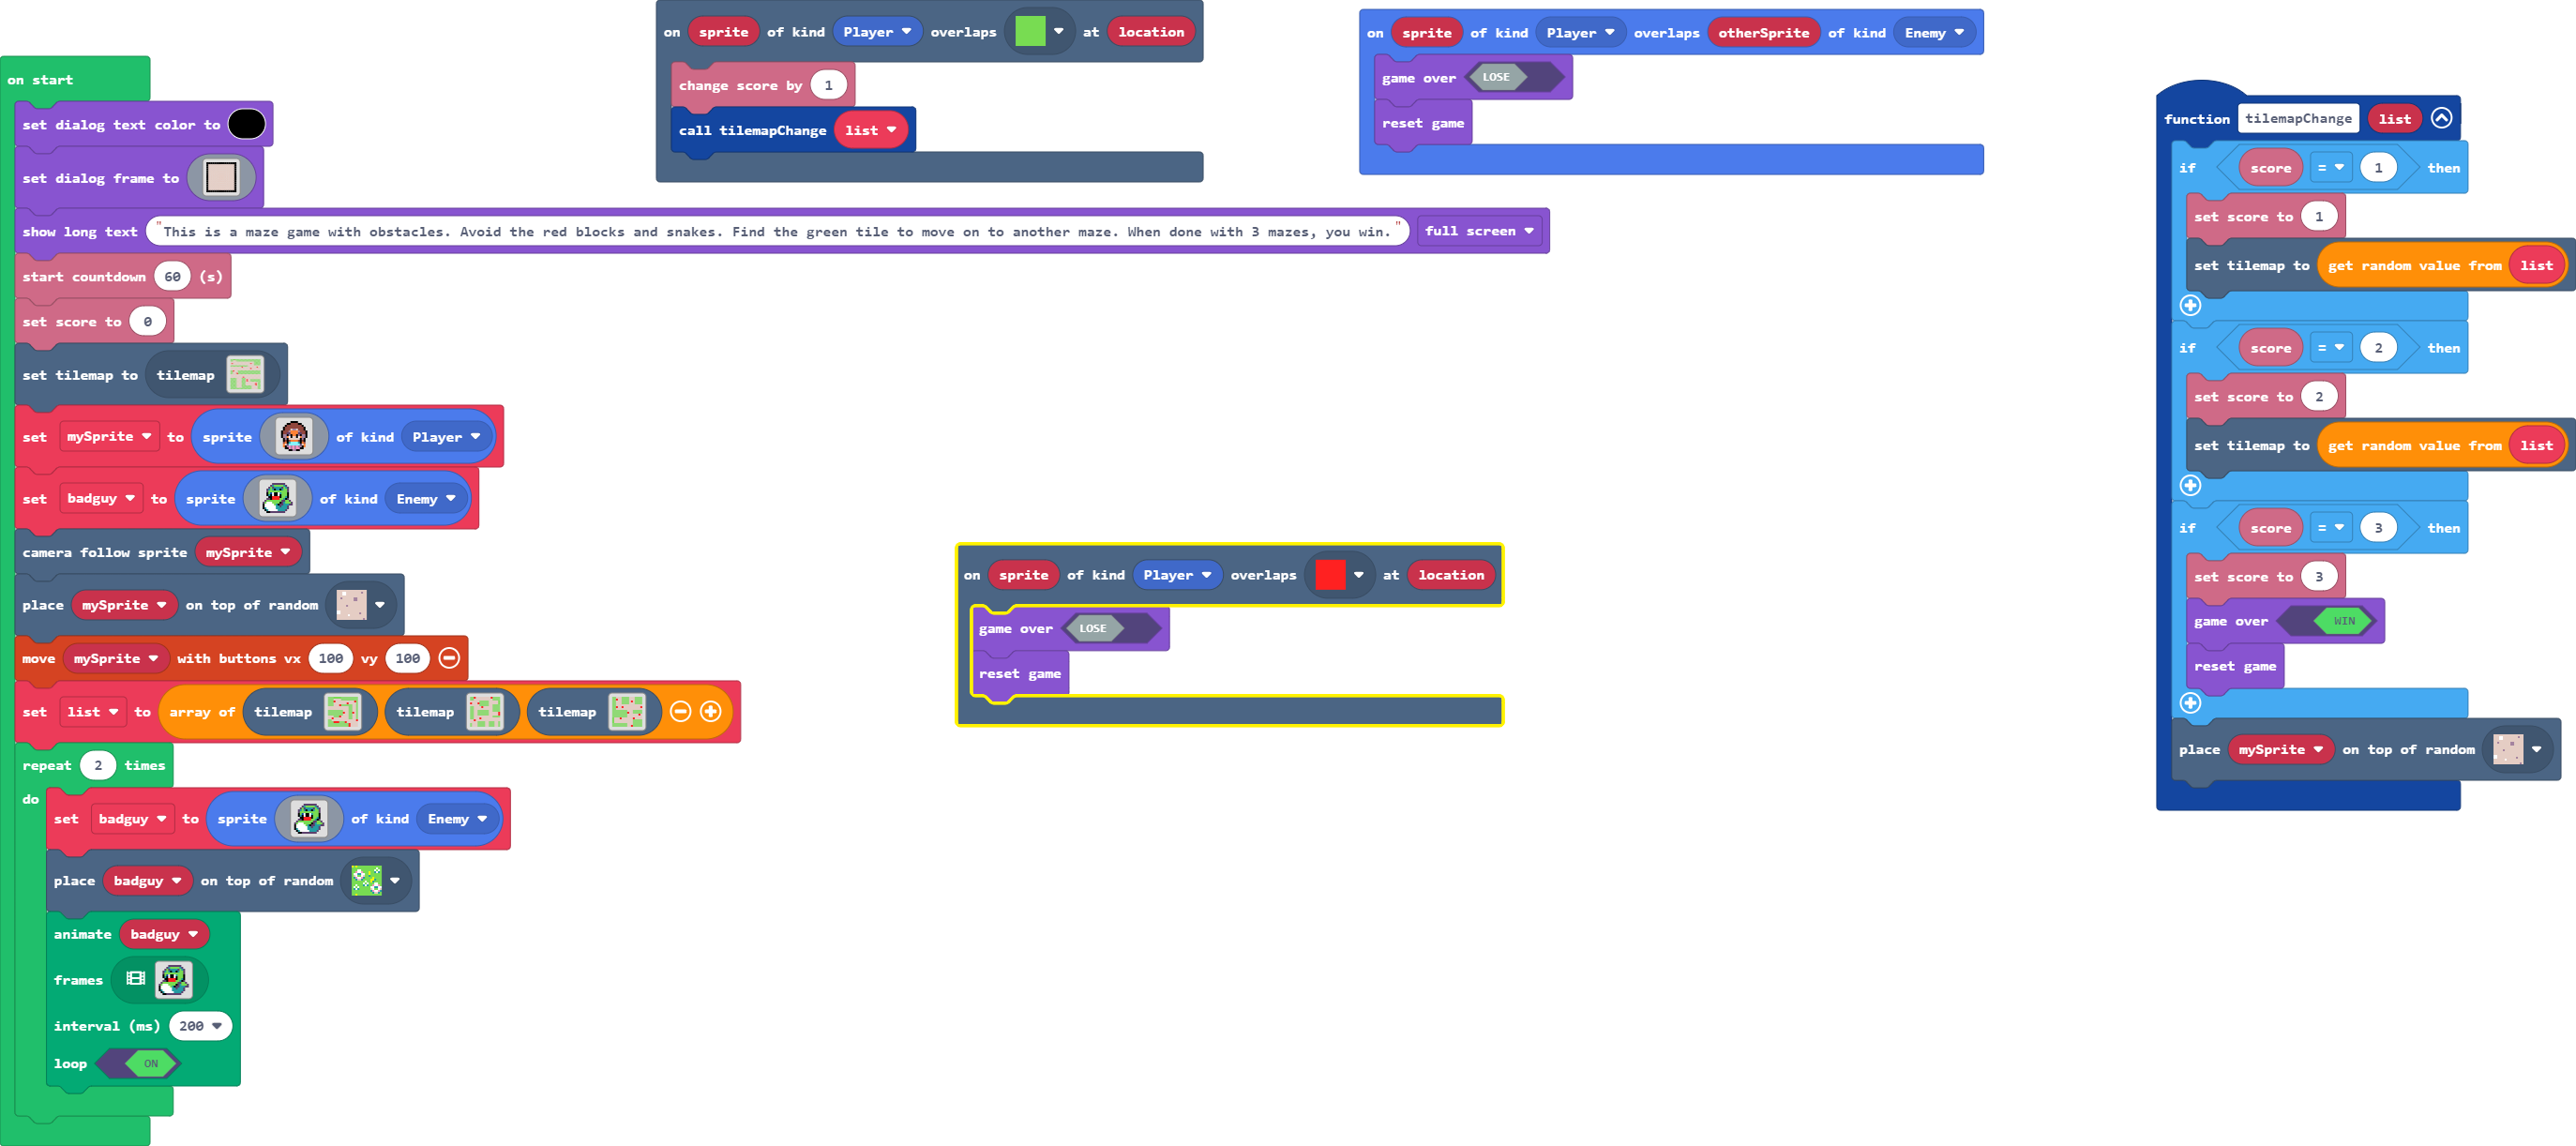 on start
set dialog text color to
set dialog frame to
show long text "This is a maze game with obstacles. Avoid the red blocks and snakes. Find the green tile to move on to another maze. When done with 3 mazes, you win." full screen
start countdown 60 (s)
set score to 0
set tilemap to tilemap
set mySprite to sprite of kind Player
set badguy to sprite of kind Enemy
camera follow sprite mySprite
place mySprite on top of random
move mySprite with buttons vx 100 vy 100
set list to array of tilemap tilemap tilemap
repeat 2 times
do
set badguy to sprite of kind Enemy
place badguy on top of random
animate badguy
frames
interval (ms) 200
loop ON
on sprite of kind Player overlaps at location
change score by 1
call tilemapChange list
on sprite of kind Player overlaps otherSprite of kind Enemy
game over LOSE
reset game
on sprite of kind Player overlaps at location
game over LOSE
reset game
function tilemapChange list
if score = 1 then
set score to 1
set tilemap to get random value from list
if score = 2 then
set score to 2
set tilemap to get random value from list
if score = 3 then
set score to 3
game over WIN
reset game
place mySprite on top of random